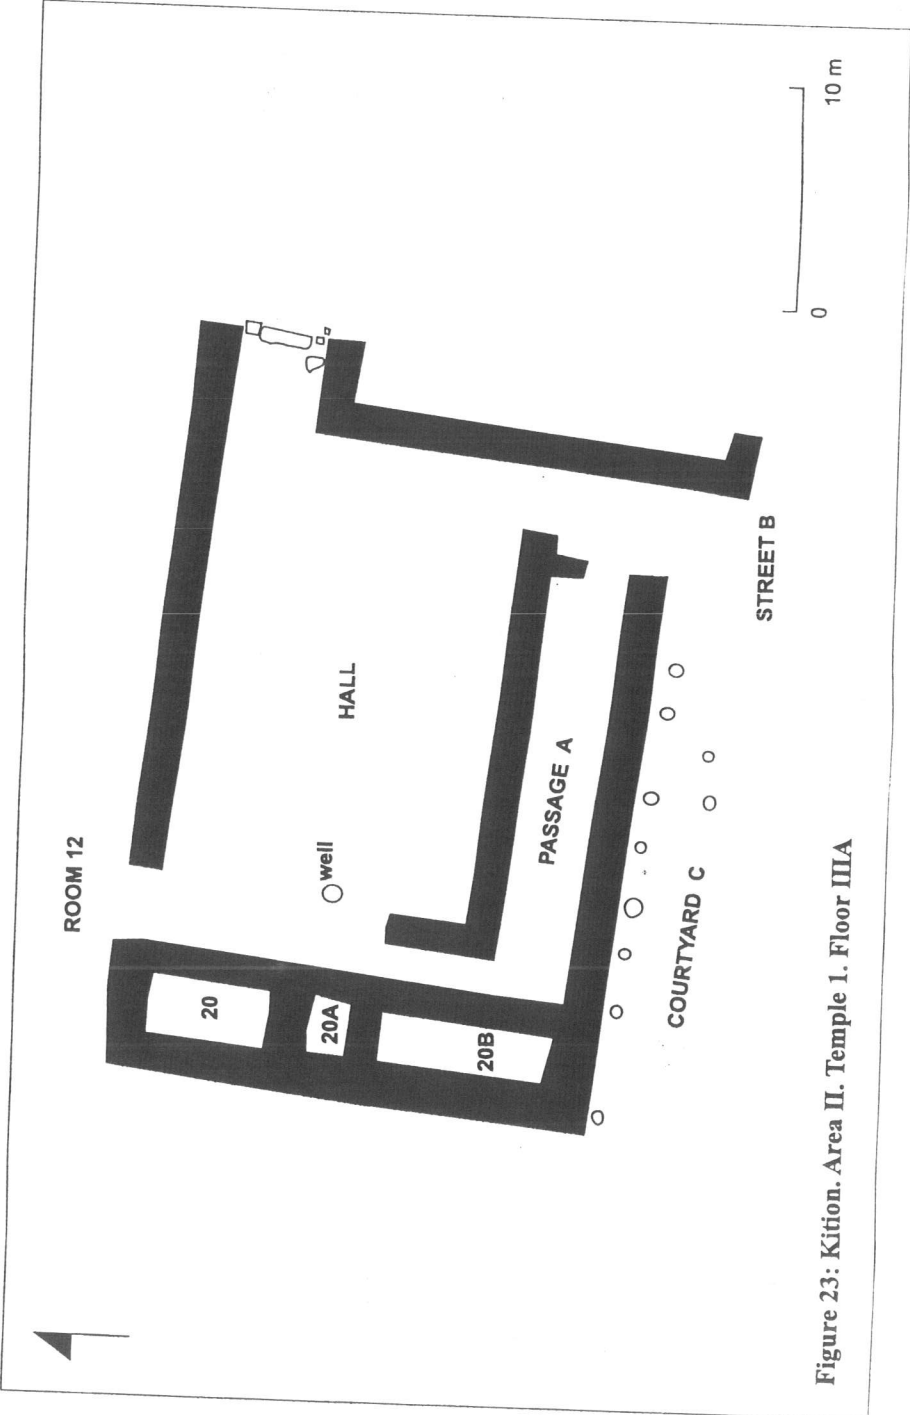 ROOM 12
20
20A
20B
well
HALL
PASSAGE A
COURTYARD C
STREET B
0
10 m
Figure 23: Kition. Area II. Temple 1. Floor IIIA